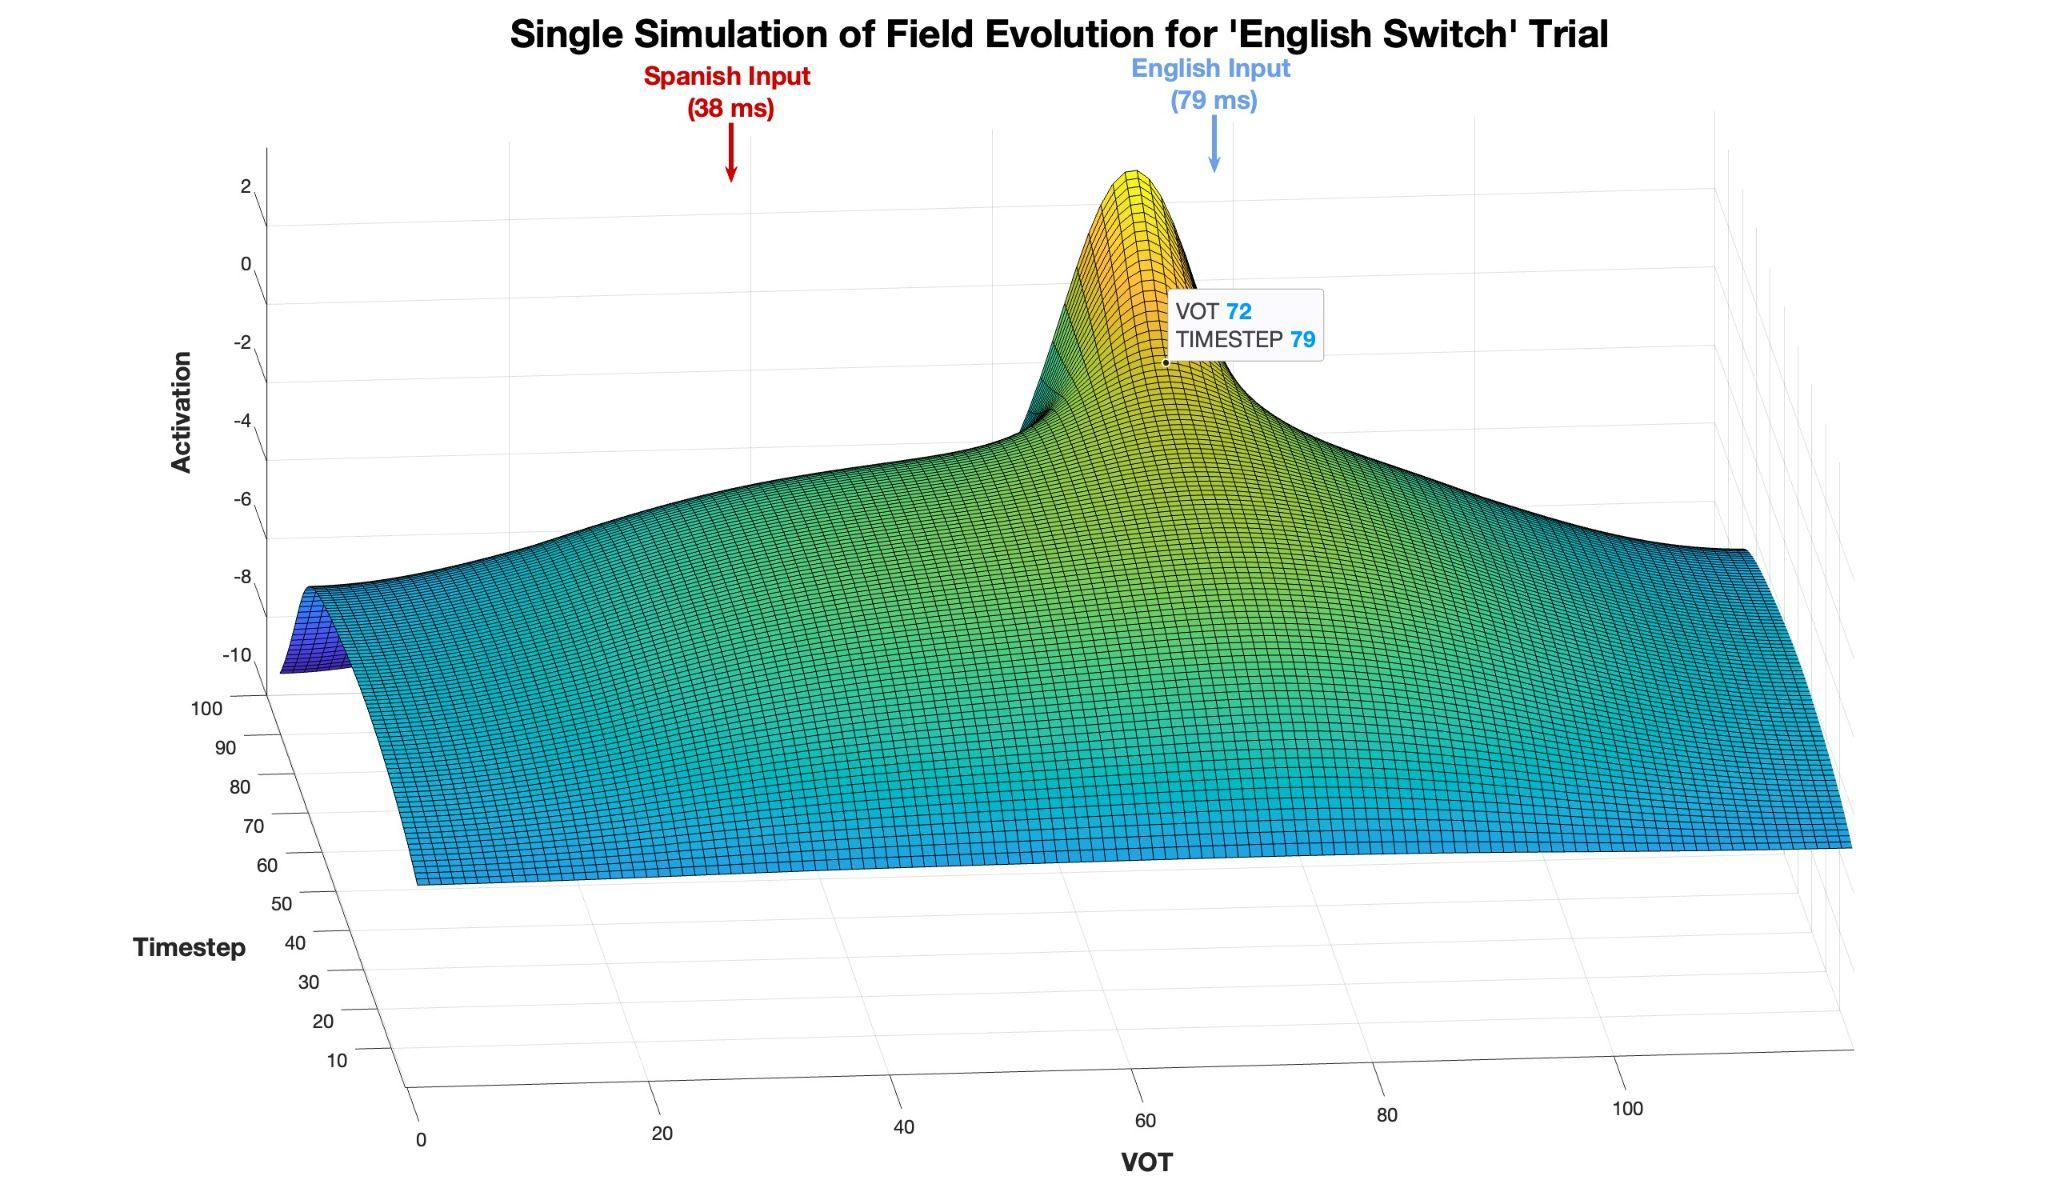 Single Simulation of Field Evolution for 'English Switch' Trial
Spanish Input
(38 ms)
English Input
(79 ms)
VOT 72
TIMESTEP 79
Activation
2
0
-2
-4
-6
-8
-10
100
90
80
70
60
50
40
30
20
10
Timestep
0
20
40
60
80
100
VOT